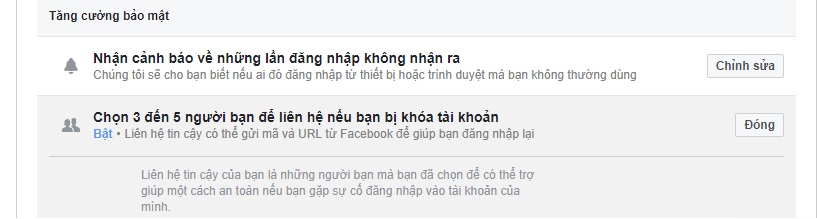 Tăng cường bảo mật
Nhận cảnh báo về những lần đăng nhập không nhận ra
Chúng tôi sẽ cho bạn biết nếu ai đó đăng nhập từ thiết bị hoặc trình duyệt mà bạn không thường dùng
Chỉnh sửa
Chọn 3 đến 5 người bạn để liên hệ nếu bạn bị khóa tài khoản
Bật • Liên hệ tin cậy có thể gửi mã và URL từ Facebook để giúp bạn đăng nhập lại
Đóng
Liên hệ tin cậy của bạn là những người bạn mà bạn đã chọn để có thể trợ
giúp một cách an toàn nếu bạn gặp sự cố đăng nhập vào tài khoản của
mình.